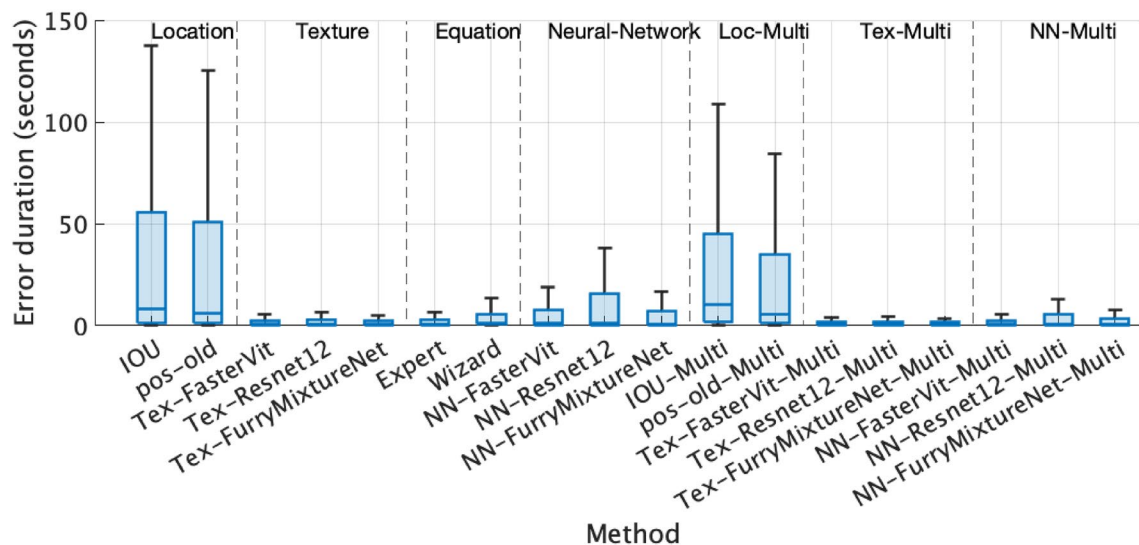 150
Location
Texture
Equation
Neural-Network
Loc-Multi
Tex-Multi
NN-Multi
100
50
0
Error duration (seconds)
IOU
pos-old
Tex-FasterVit
Tex-Resnet12
Tex-FurryMixtureNet
Expert
Wizard
NN-FasterVit
NN-Resnet12
NN-FurryMixtureNet
IOU-Multi
pos-old-Multi
Tex-FasterVit-Multi
Tex-Resnet12-Multi
Tex-FurryMixtureNet-Multi
NN-FasterVit-Multi
NN-Resnet12-Multi
NN-FurryMixtureNet-Multi
Method